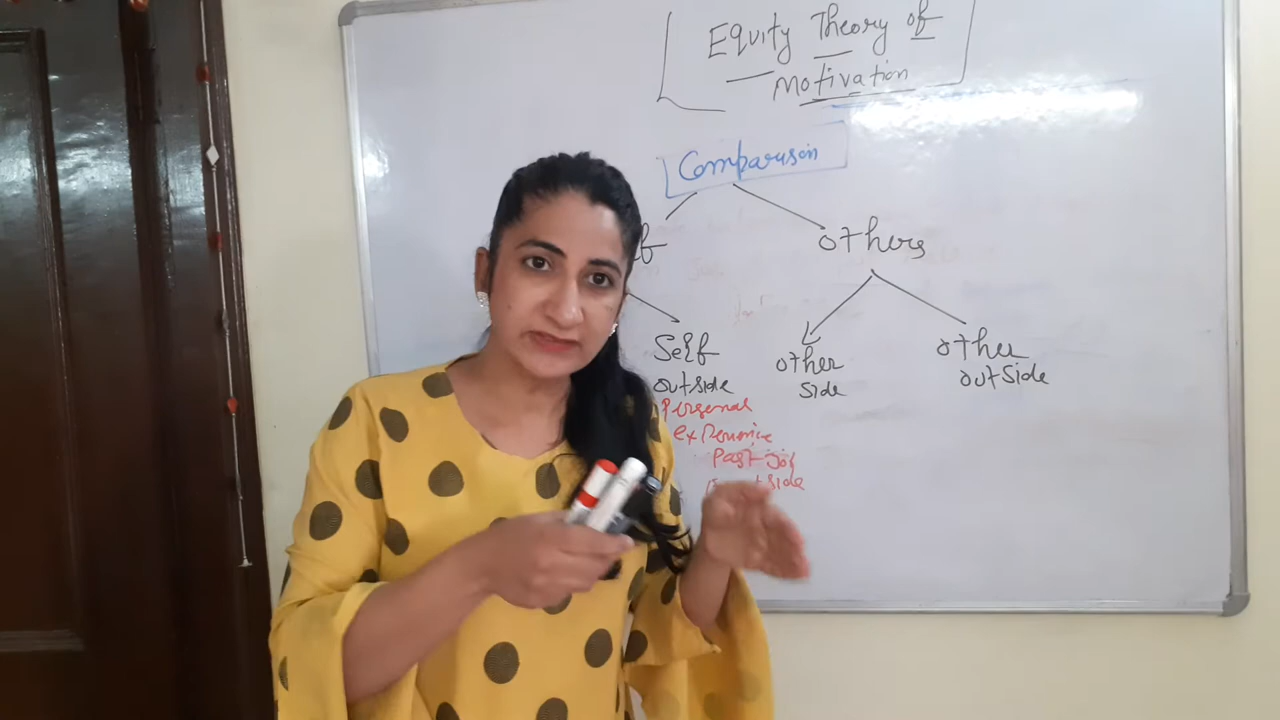 Equity Theory of
Motivation
Comparison
others
Self
outside
other
side
other
outside
Personal
experience
Past job